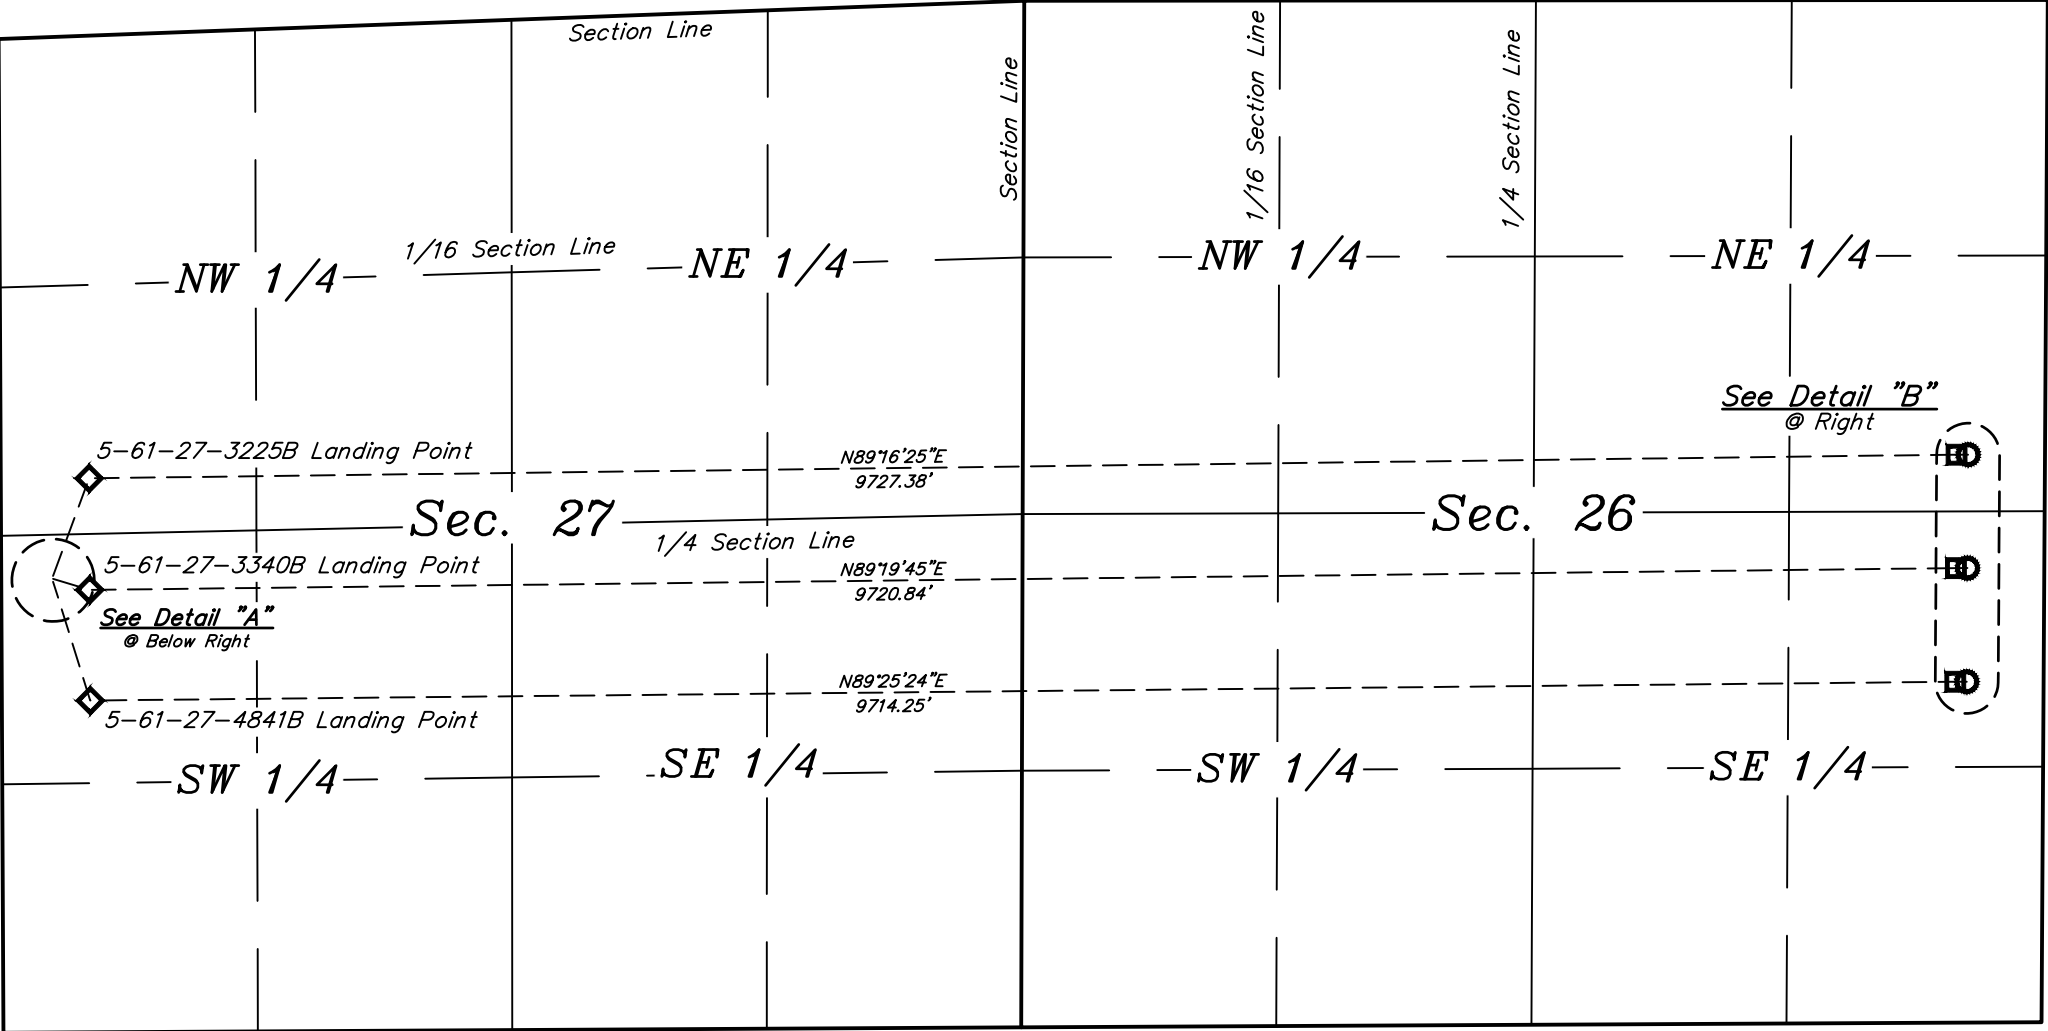 Section Line
Section Line
1/16 Section Line
1/4 Section Line
NW 1/4
1/16 Section Line
NE 1/4
NW 1/4
NE 1/4
See Detail "B"
@ Right
5-61-27-3225B Landing Point
N89°16'25"E
9727.38'
Sec. 27
Sec. 26
1/4 Section Line
5-61-27-3340B Landing Point
N89°19'45"E
9720.84'
See Detail "A"
@ Below Right
N89°25'24"E
9714.25'
5-61-27-4841B Landing Point
SW 1/4
SE 1/4
SW 1/4
SE 1/4